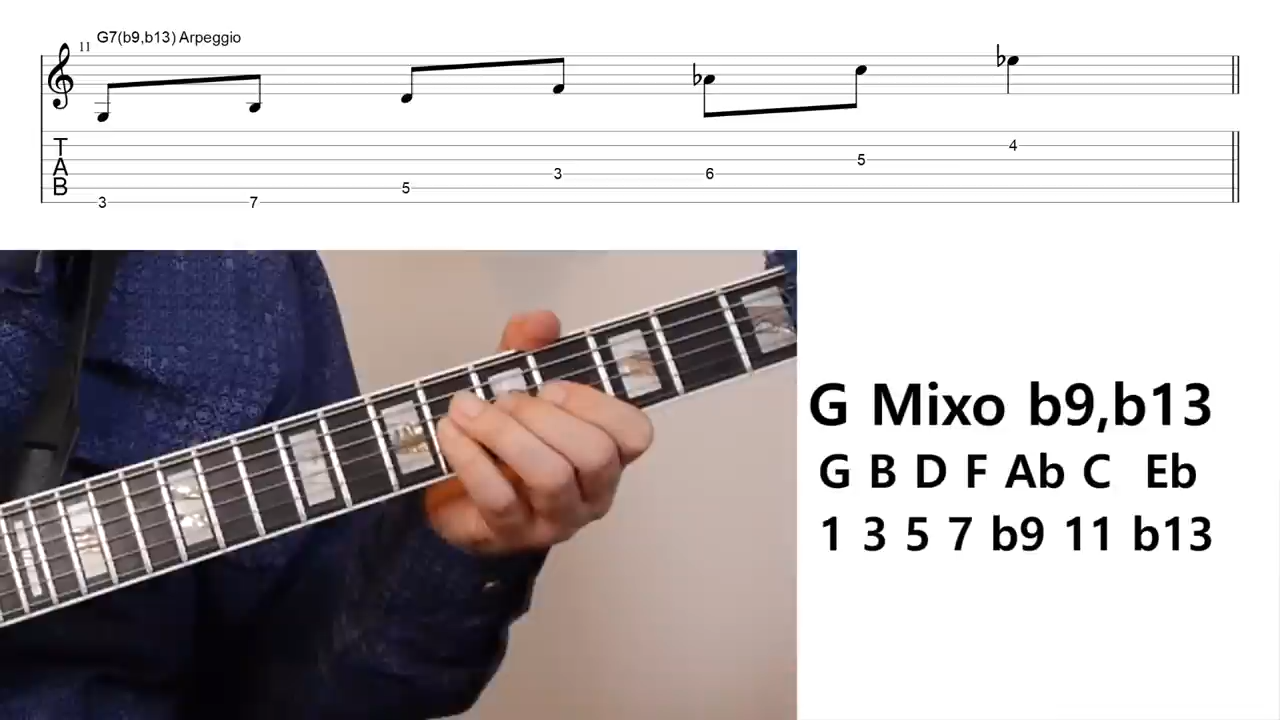 G7(b9,b13) Arpeggio
11
T
A
B
3 7 5 3 6 5 4
G Mixo b9,b13
G B D F Ab C Eb
1 3 5 7 b9 11 b13